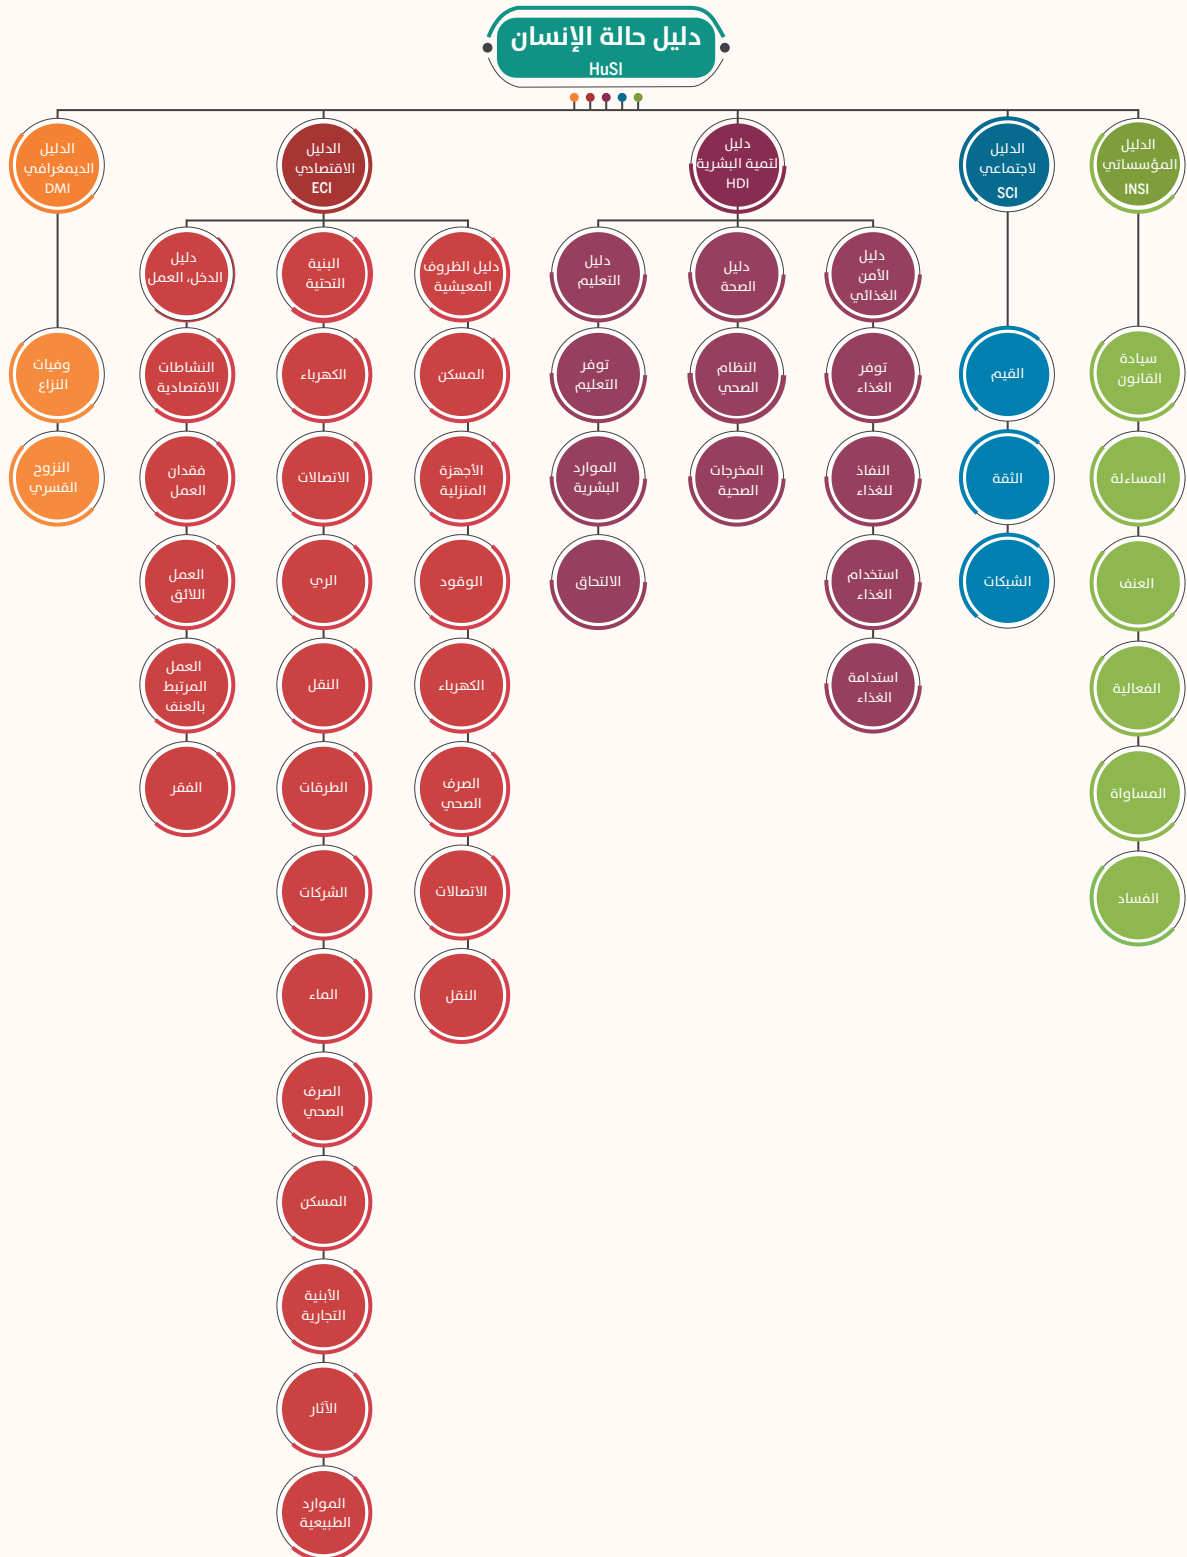 دليل حالة الإنسان
HuSI
الدليل
المؤسساتي
INSI
سيادة
القانون
المساءلة
العنف
الفعالية
المساواة
الفساد
الدليل
لاجتماعي
SCI
القيم
الثقة
الشبكات
دليل
لتمية البشرية
HDI
دليل
الأمن
الغذائي
توفر
الغذاء
النفاذ
للغذاء
استخدام
الغذاء
استدامة
الغذاء
دليل
الصحة
النظام
الصحي
المخرجات
الصحية
دليل
التعليم
توفر
التعليم
الموارد
البشرية
الالتحاق
الدليل
الاقتصادي
ECI
دليل الظروف
المعيشية
المسكن
الأجهزة
المنزلية
الوقود
الكهرباء
الصرف
الصحي
الاتصالات
النقل
البنية
التحتية
الكهرباء
الاتصالات
الري
النقل
الطرقات
الشركات
الماء
الصرف
الصحي
المسكن
الأبنية
التجارية
الآثار
الموارد
الطبيعية
دليل
الدخل، العمل
النشاطات
الاقتصادية
فقدان
العمل
العمل
اللائق
العمل
المرتبط
بالعنف
الفقر
الدليل
الديمغرافي
DMI
وفيات
النزاع
النزوح
القسري